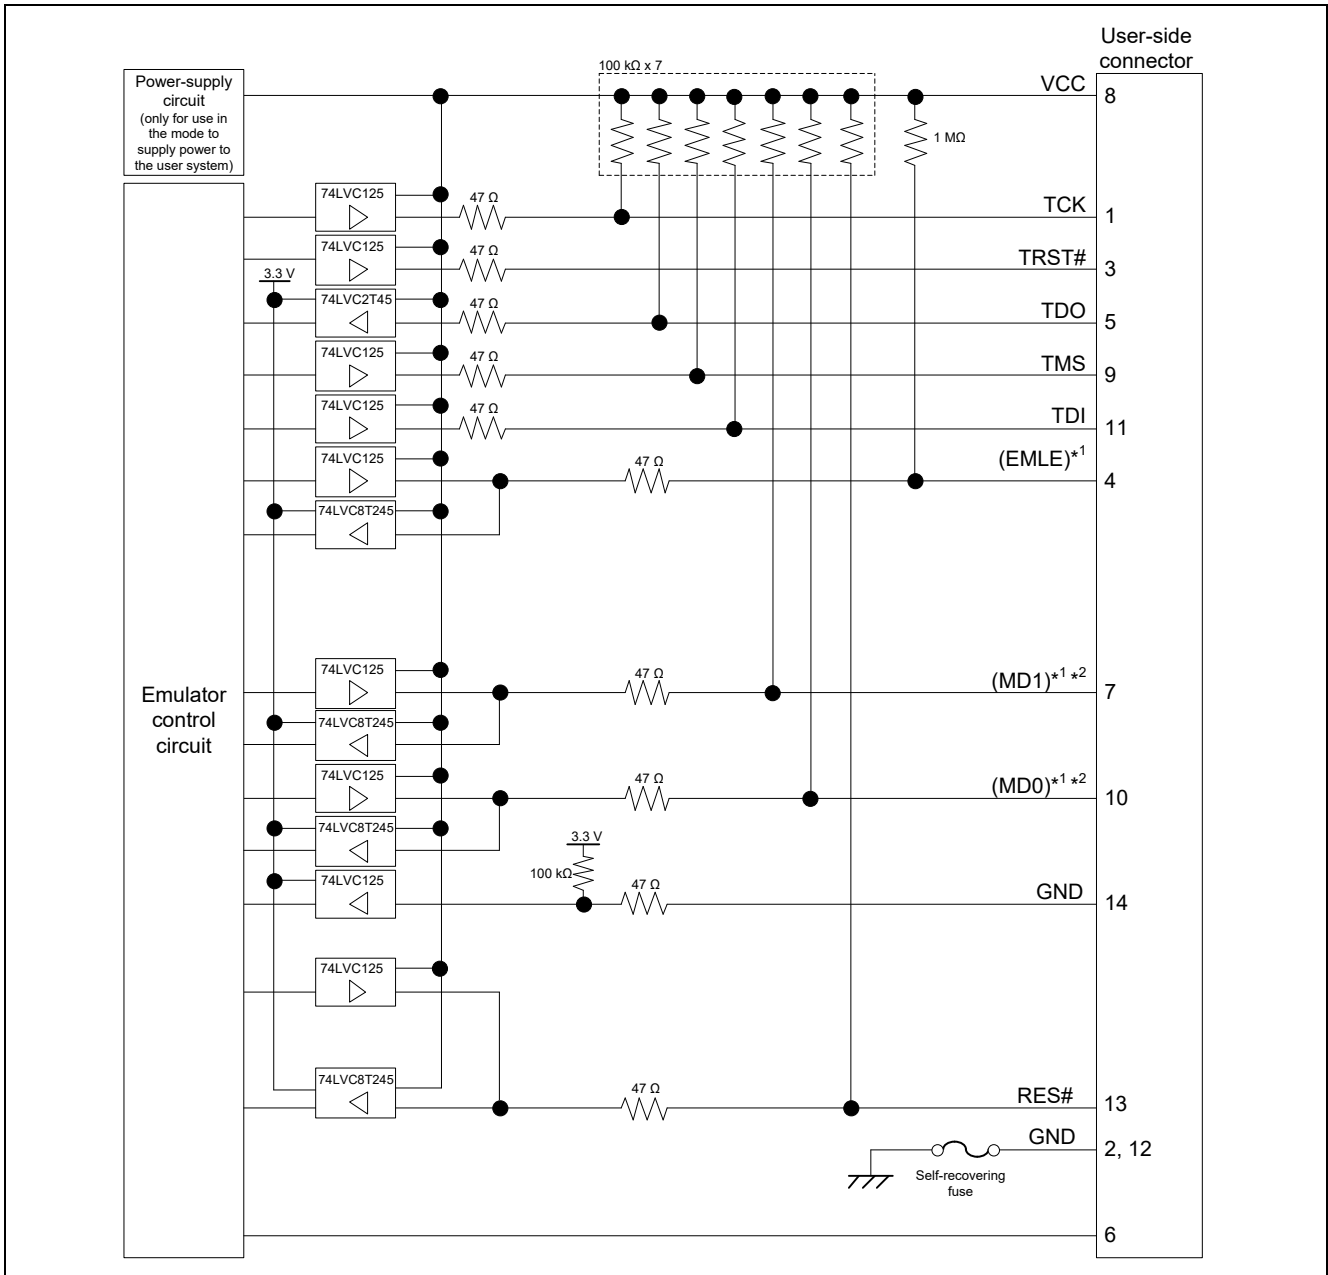 User-side
connector
Power-supply
circuit
(only for use in
the mode to
supply power to
the user system)
100 kΩ x 7
VCC
8
1 MΩ
74LVC125
47 Ω
TCK
1
74LVC125
47 Ω
TRST#
3
3.3 V
74LVC2T45
47 Ω
TDO
5
74LVC125
47 Ω
TMS
9
74LVC125
47 Ω
TDI
11
74LVC125
47 Ω
(EMLE)*1
4
74LVC8T245
74LVC125
47 Ω
(MD1)*1 *2
7
Emulator
control
circuit
74LVC8T245
74LVC125
47 Ω
(MD0)*1 *2
10
74LVC8T245
3.3 V
100 kΩ
74LVC125
47 Ω
GND
14
74LVC125
74LVC8T245
47 Ω
RES#
13
GND
2, 12
Self-recovering
fuse
6